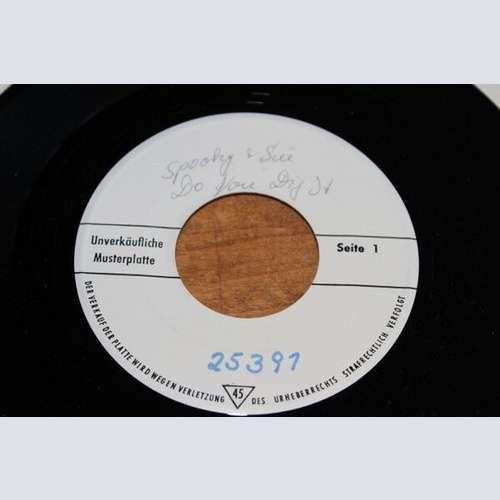 Spooky & Sue
Do You Dig It
Unverkäufliche
Musterplatte
Seite 1
25391
DER VERKAUF DER PLATTE WIRD WEGEN VERLETZUNG DES URHEBERRECHTS STRAFRECHTLICH VERFOLGT
45